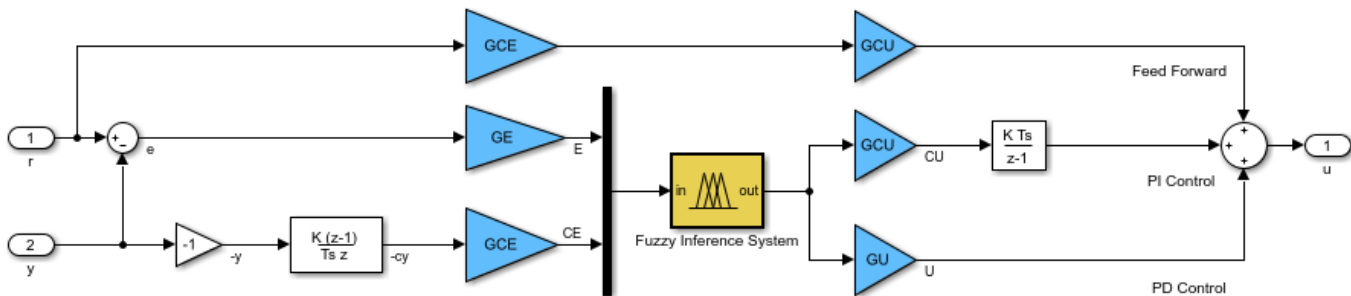 GCE
GCU
Feed Forward
1
r
+
−
e
GE
E
GCU
CU
K Ts
z-1
PI Control
+
+
+
1
u
in
out
Fuzzy Inference System
2
y
-1
-y
K (z-1)
Ts z
-cy
GCE
CE
GU
U
PD Control